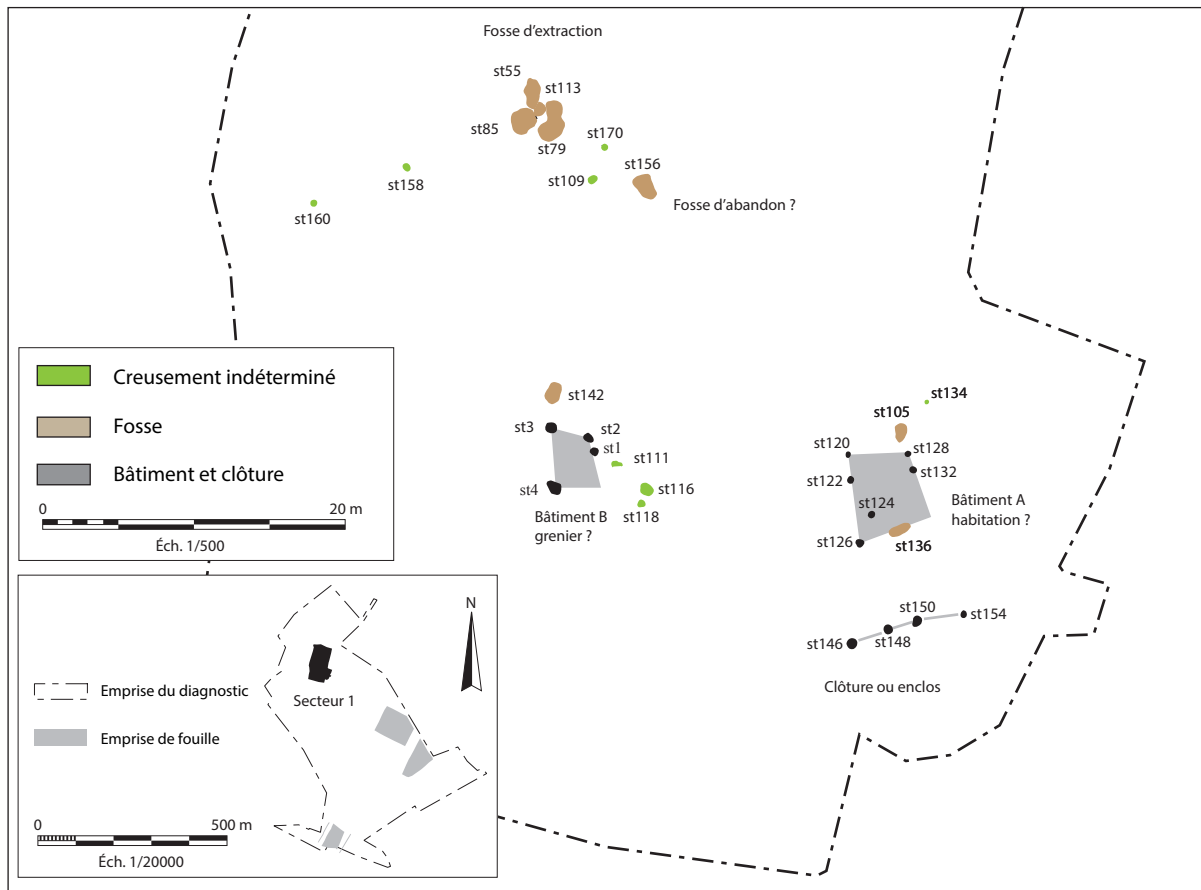 Fosse d'extraction
st55
st113
st85
st79
st170
st156
st109
st158
st160
Fosse d'abandon ?
Creusement indéterminé
Fosse
Bâtiment et clôture
0 20 m
Éch. 1/500
st142
st3
st2
st1
st111
st4
st116
st118
Bâtiment B
grenier ?
st134
st105
st120
st128
st132
st122
st124
Bâtiment A
habitation ?
st126
st136
st150
st154
st146
st148
Clôture ou enclos
N
Secteur 1
Emprise du diagnostic
Emprise de fouille
0 500 m
Éch. 1/20000